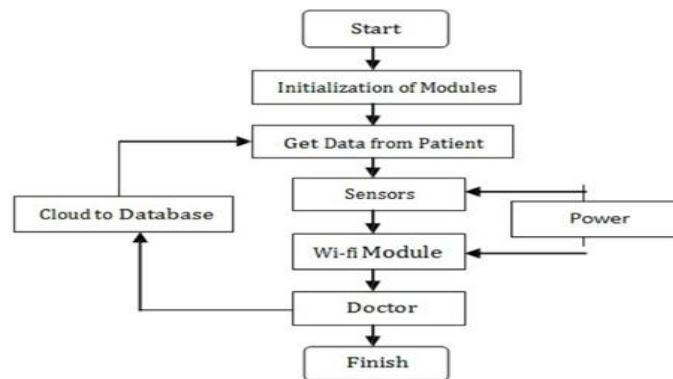 Start
Initialization of Modules
Get Data from Patient
Sensors
Cloud to Database
Power
Wi-fi Module
Doctor
Finish